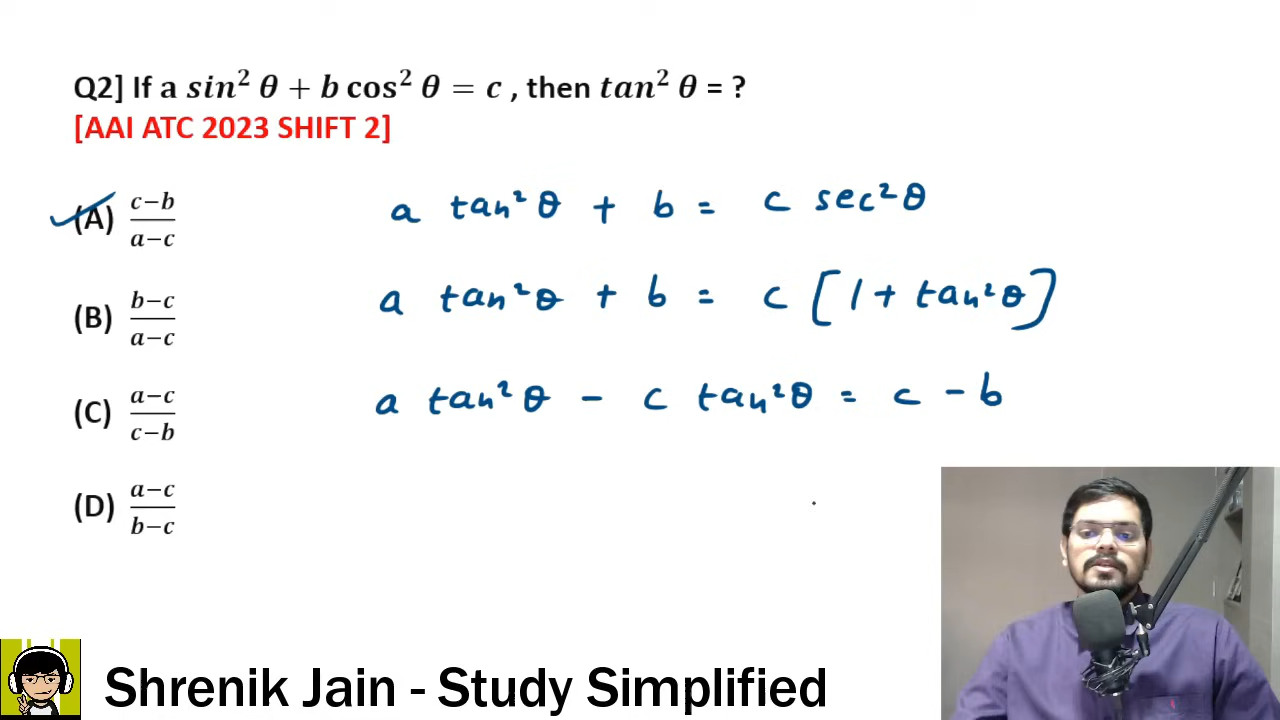 Q2] If a sin² θ + b cos² θ = c , then tan² θ = ?
[AAI ATC 2023 SHIFT 2]
(A) c−b / a−c
(B) b−c / a−c
(C) a−c / c−b
(D) a−c / b−c
a tan²θ + b = c sec²θ
a tan²θ + b = c [1 + tan²θ]
a tan²θ − c tan²θ = c − b
Shrenik Jain - Study Simplified